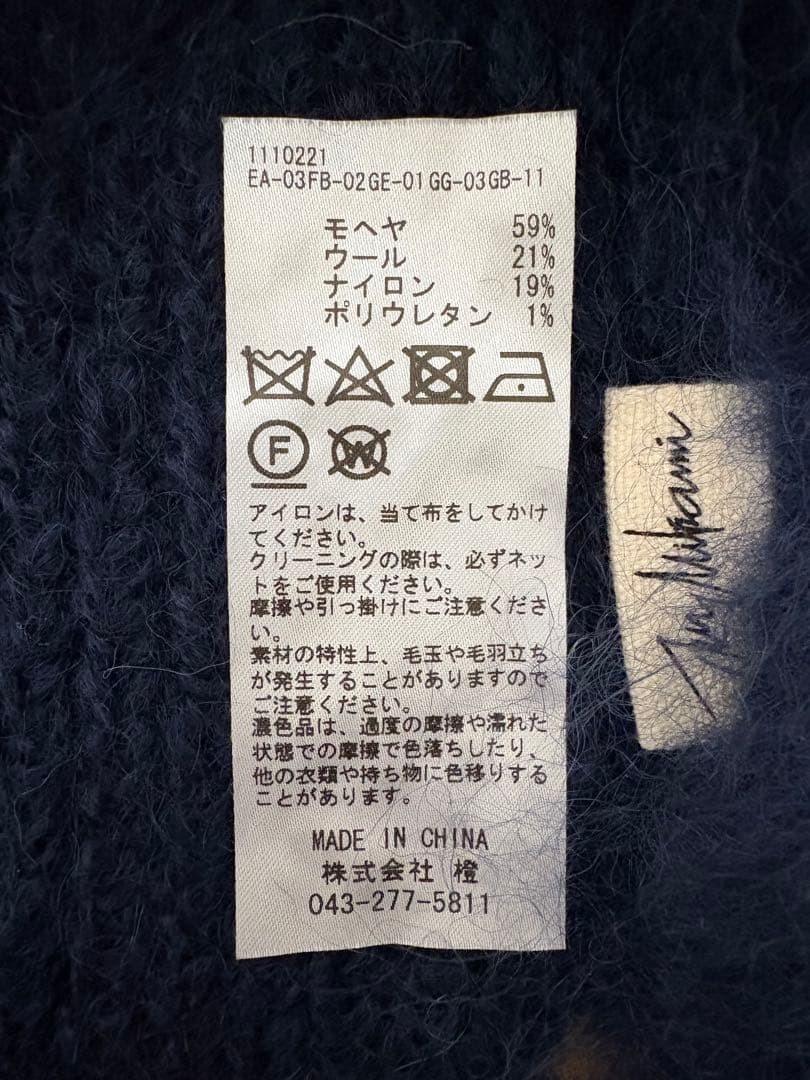 1110221
EA-03FB-02GE-01GG-03GB-11
モヘヤ 59%
ウール 21%
ナイロン 19%
ポリウレタン 1%
F
W
アイロンは、当て布をしてかけ
てください。
クリーニングの際は、必ずネッ
トをご使用ください。
摩擦や引っ掛けにご注意くださ
い。
素材の特性上、毛玉や毛羽立ち
が発生することがありますので
ご注意ください。
濃色品は、過度の摩擦や濡れた
状態での摩擦で色落ちしたり、
他の衣類や持ち物に色移りする
ことがあります。
MADE IN CHINA
株式会社 橙
043-277-5811
Jun Mikami